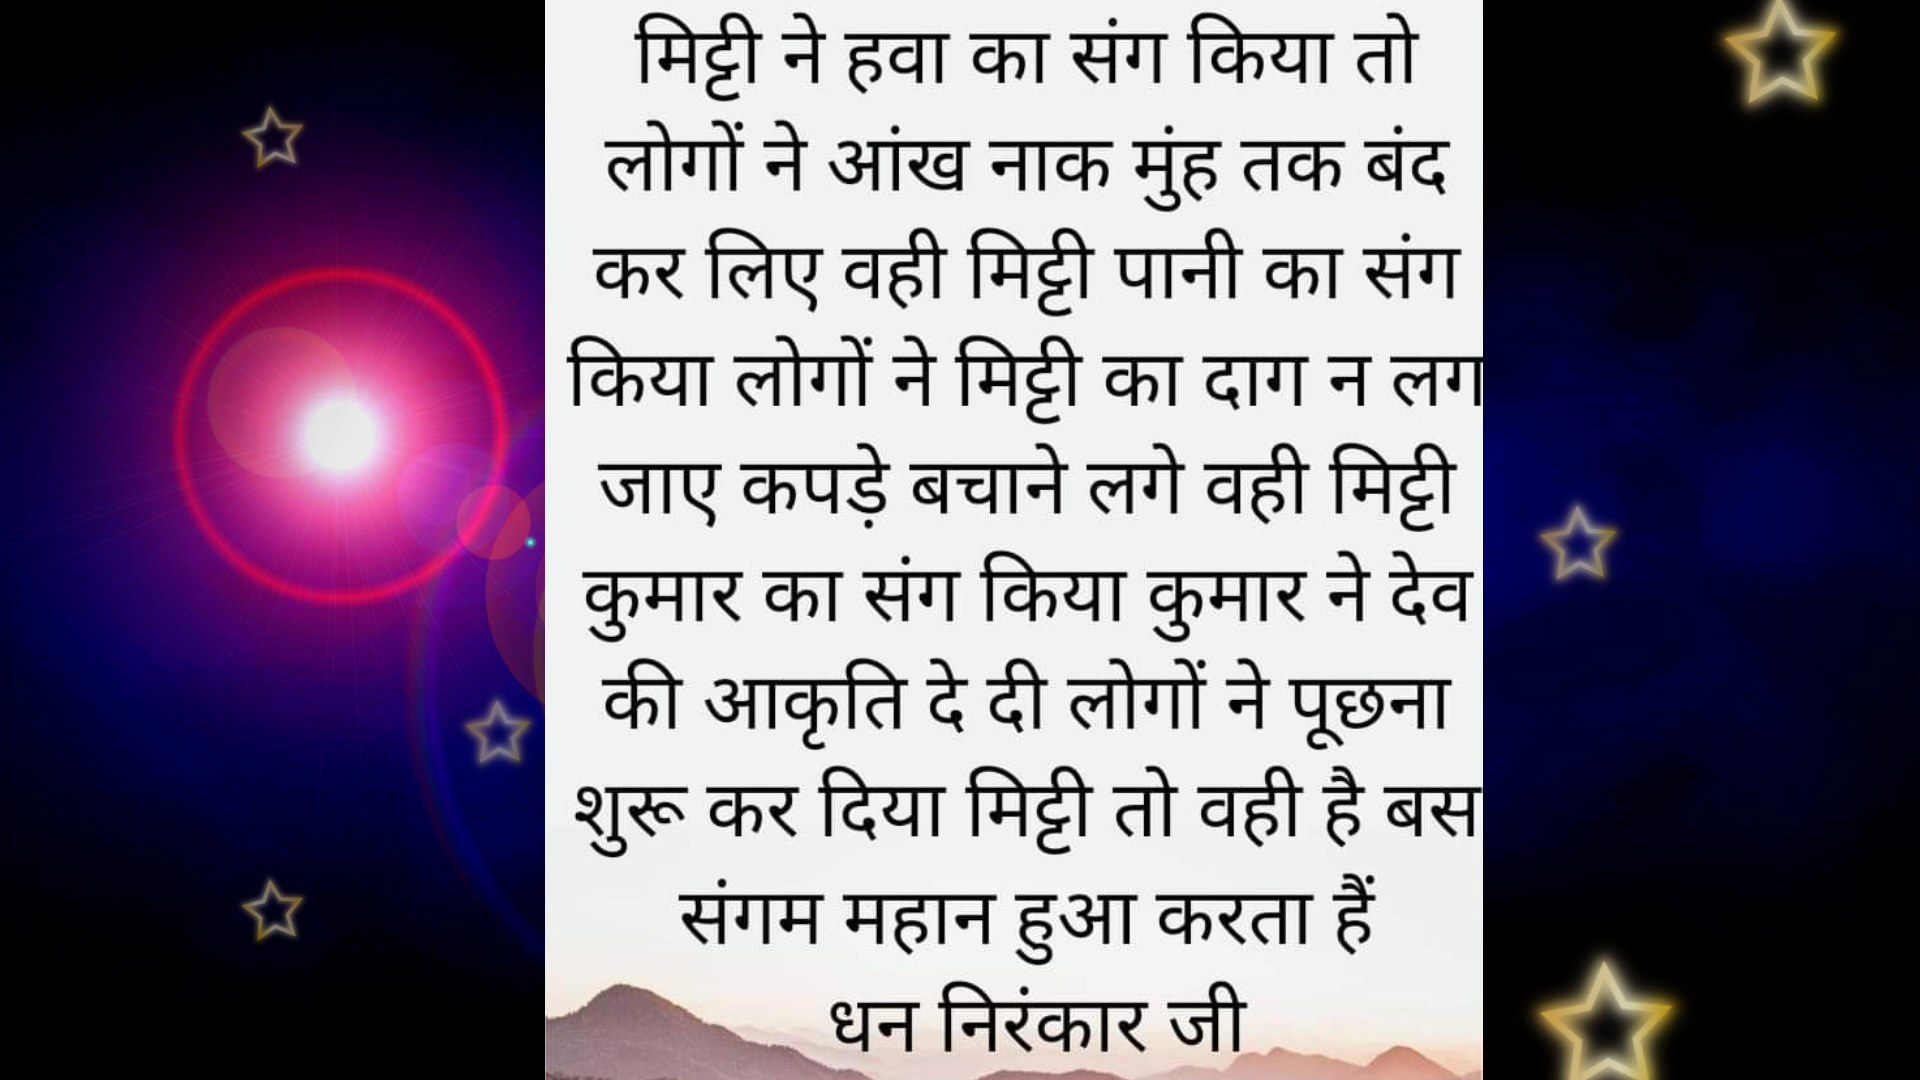 मिट्टी ने हवा का संग किया तो
लोगों ने आंख नाक मुंह तक बंद
कर लिए वही मिट्टी पानी का संग
किया लोगों ने मिट्टी का दाग न लग
जाए कपड़े बचाने लगे वही मिट्टी
कुमार का संग किया कुमार ने देव
की आकृति दे दी लोगों ने पूछना
शुरू कर दिया मिट्टी तो वही है बस
संगम महान हुआ करता हैं
धन निरंकार जी